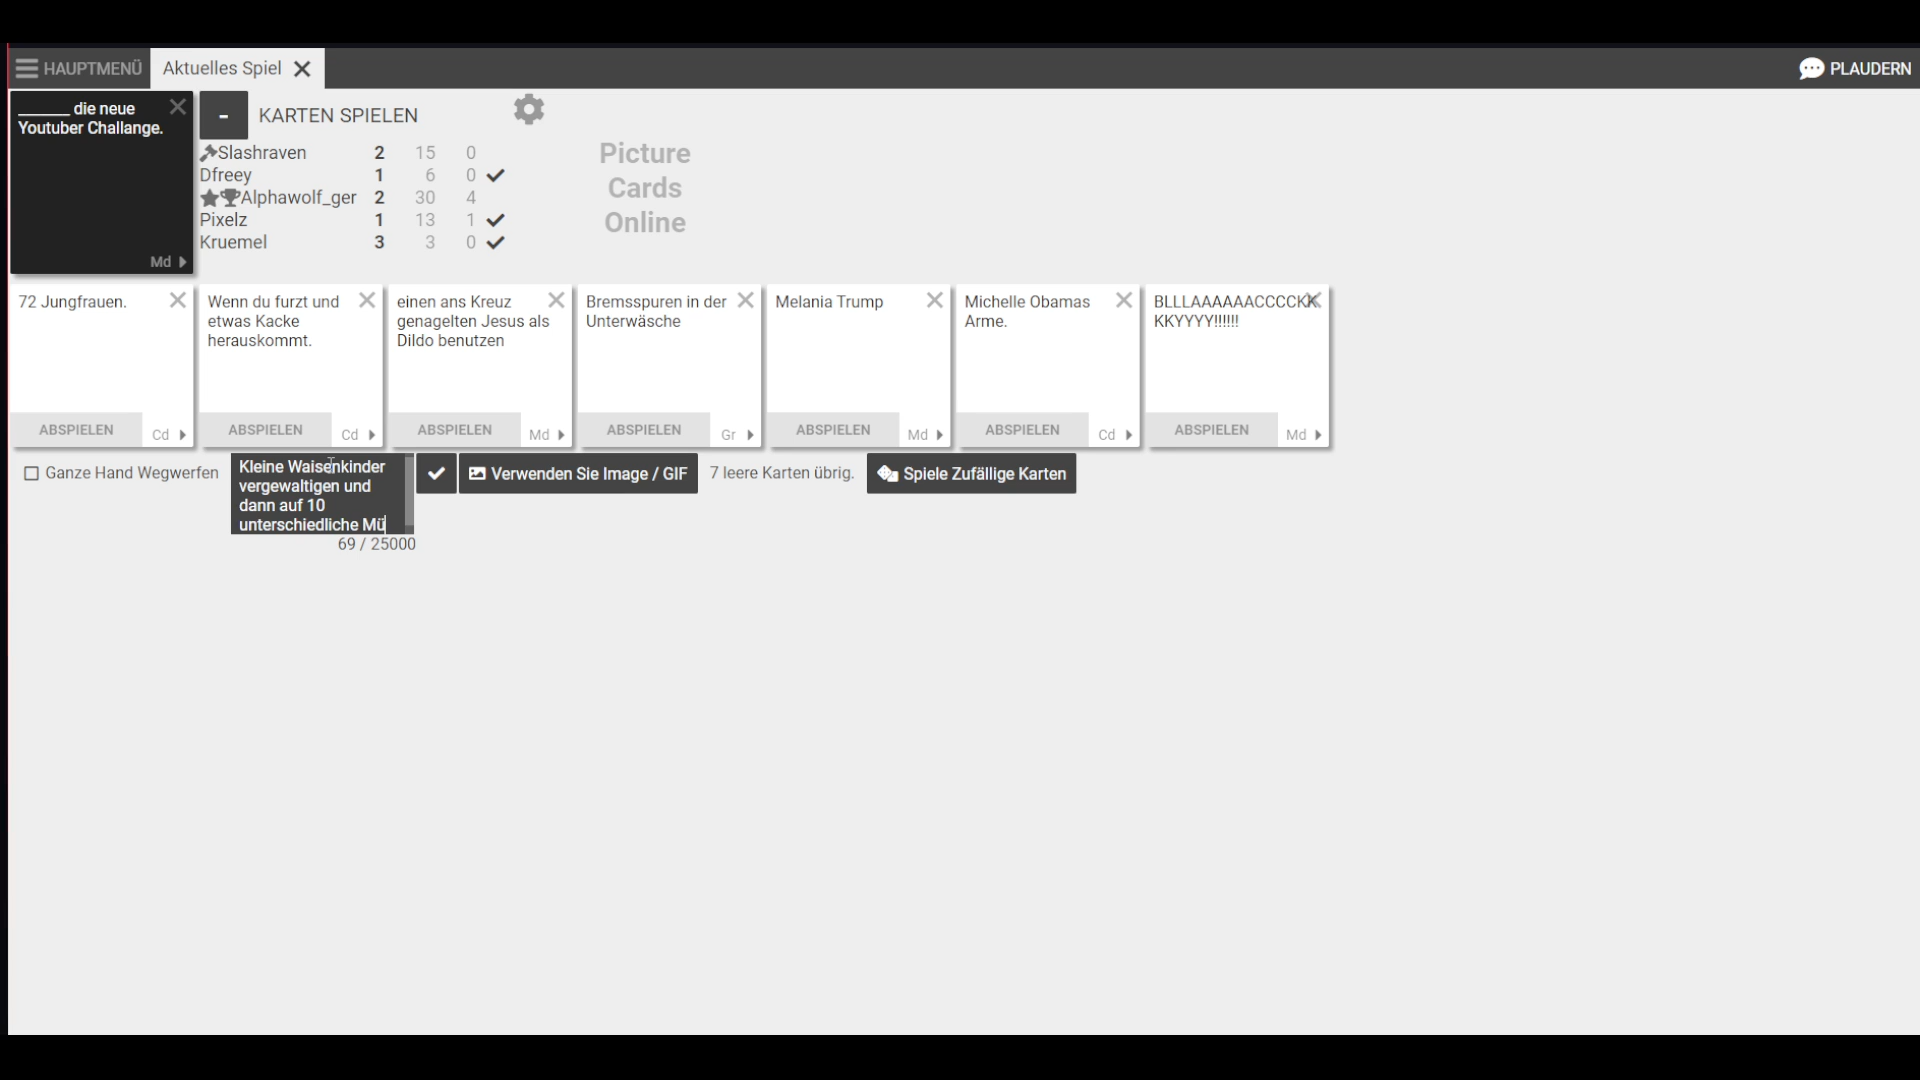 HAUPTMENÜ
Aktuelles Spiel
PLAUDERN
______ die neue
Youtuber Challange.
Md
-
KARTEN SPIELEN
Slashraven 2 15 0
Dfreey 1 6 0
Alphawolf_ger 2 30 4
Pixelz 1 13 1
Kruemel 3 3 0
Picture
Cards
Online
72 Jungfrauen.
ABSPIELEN
Cd
Wenn du furzt und
etwas Kacke
herauskommt.
ABSPIELEN
Cd
einen ans Kreuz
genagelten Jesus als
Dildo benutzen
ABSPIELEN
Md
Bremsspuren in der
Unterwäsche
ABSPIELEN
Gr
Melania Trump
ABSPIELEN
Md
Michelle Obamas
Arme.
ABSPIELEN
Cd
BLLLAAAAAACCCCKK
KKYYYY!!!!!!
ABSPIELEN
Md
Ganze Hand Wegwerfen
Kleine Waisenkinder
vergewaltigen und
dann auf 10
unterschiedliche Mü
69 / 25000
Verwenden Sie Image / GIF
7 leere Karten übrig.
Spiele Zufällige Karten